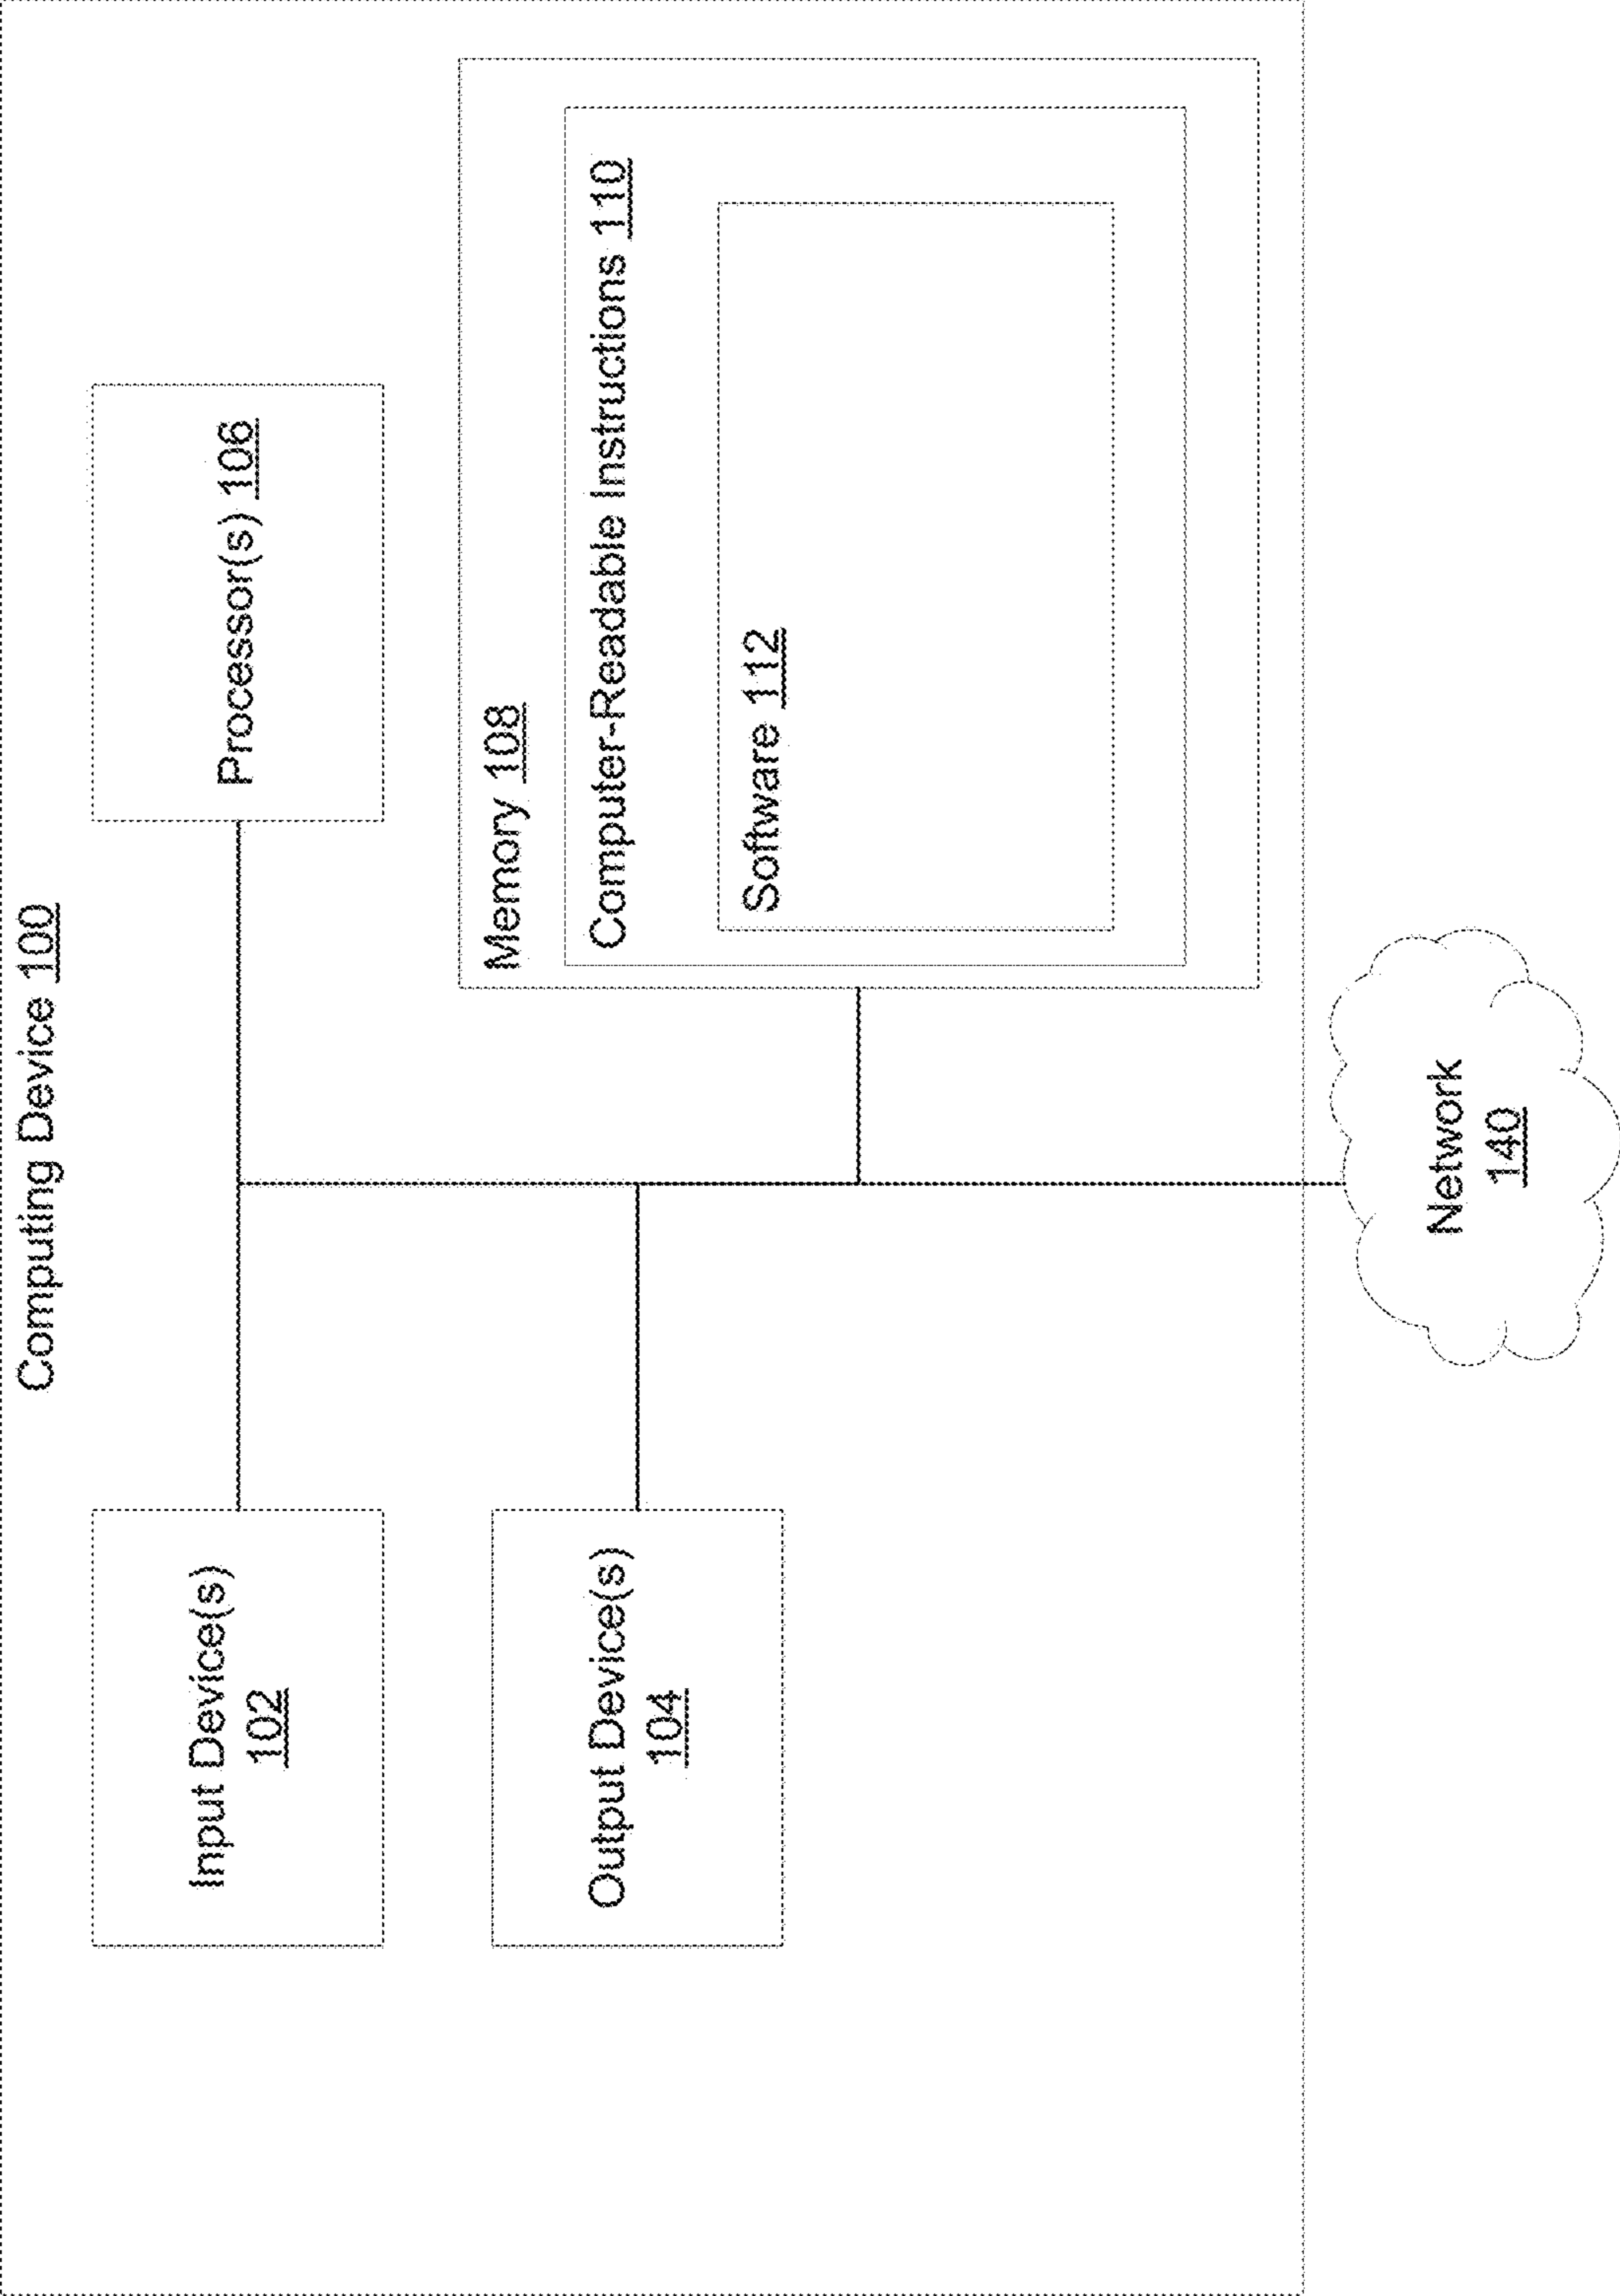 Computing Device 100
Input Device(s)
102
Processor(s) 106
Output Device(s)
104
Memory 108
Computer-Readable Instructions 110
Software 112
Network
140